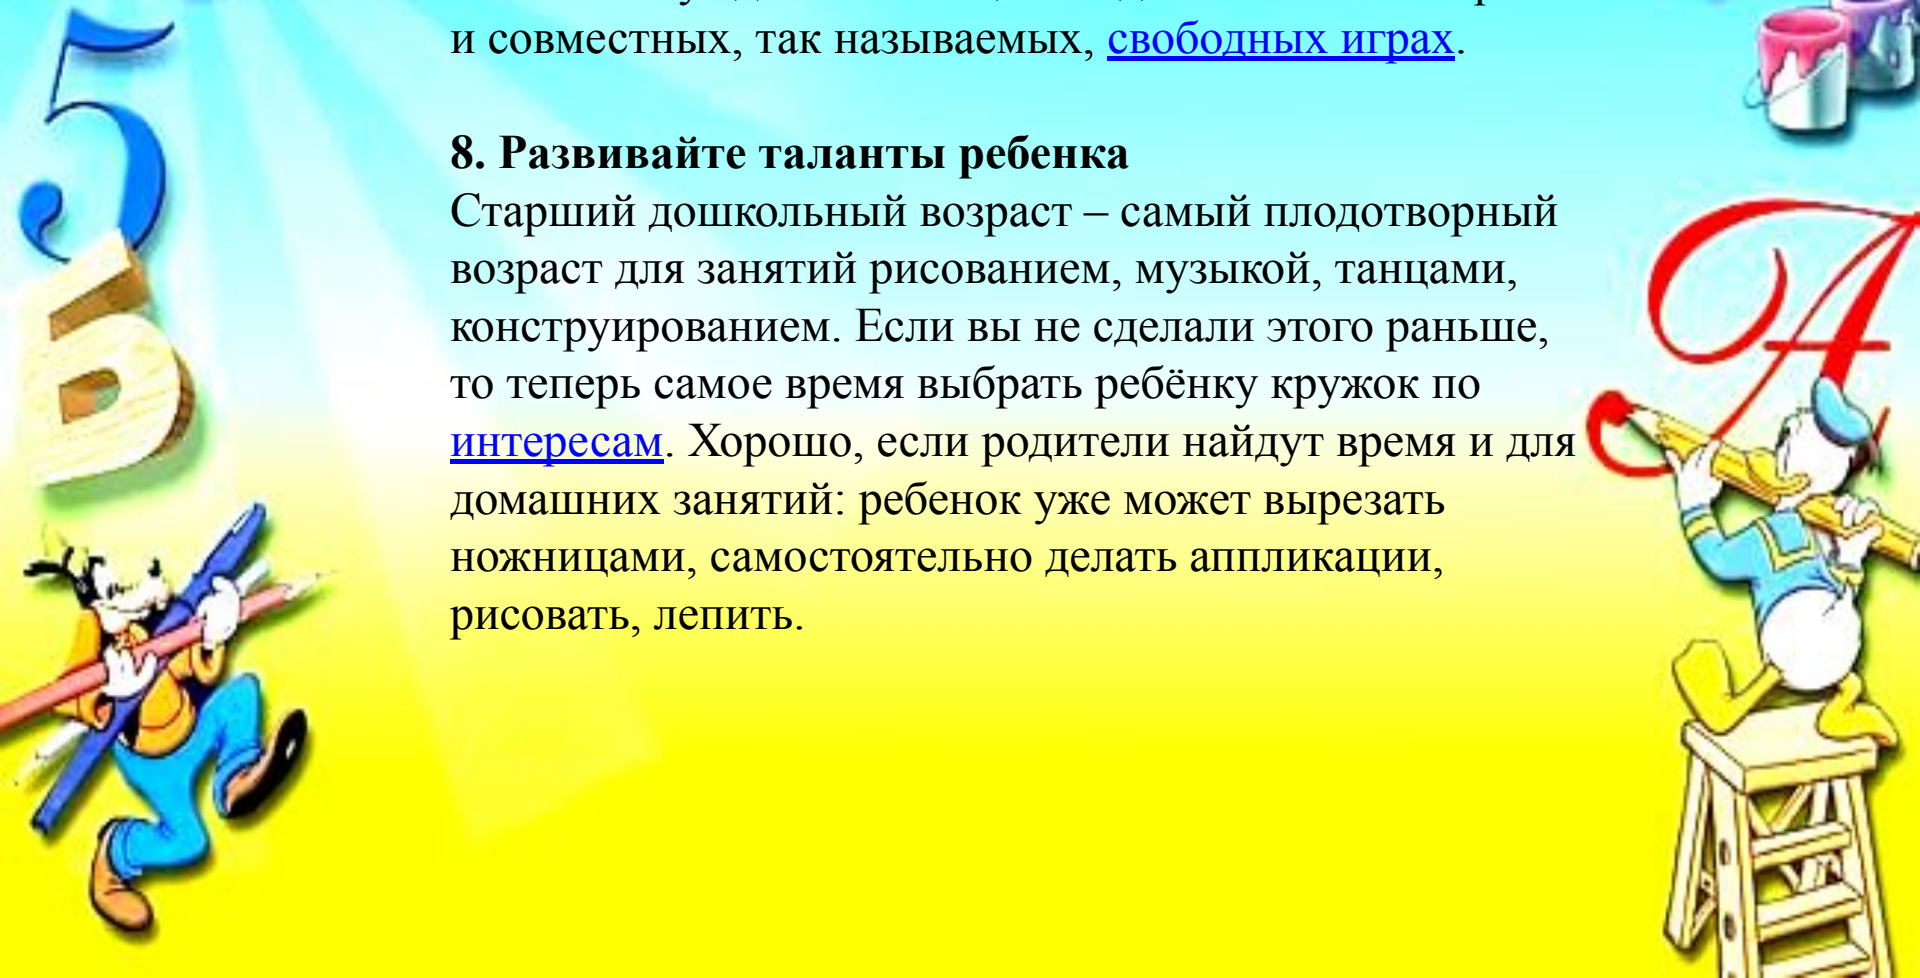 и совместных, так называемых, свободных играх.
8. Развивайте таланты ребенка
Старший дошкольный возраст – самый плодотворный
возраст для занятий рисованием, музыкой, танцами,
конструированием. Если вы не сделали этого раньше,
то теперь самое время выбрать ребёнку кружок по
интересам. Хорошо, если родители найдут время и для
домашних занятий: ребенок уже может вырезать
ножницами, самостоятельно делать аппликации,
рисовать, лепить.
5
Б
А